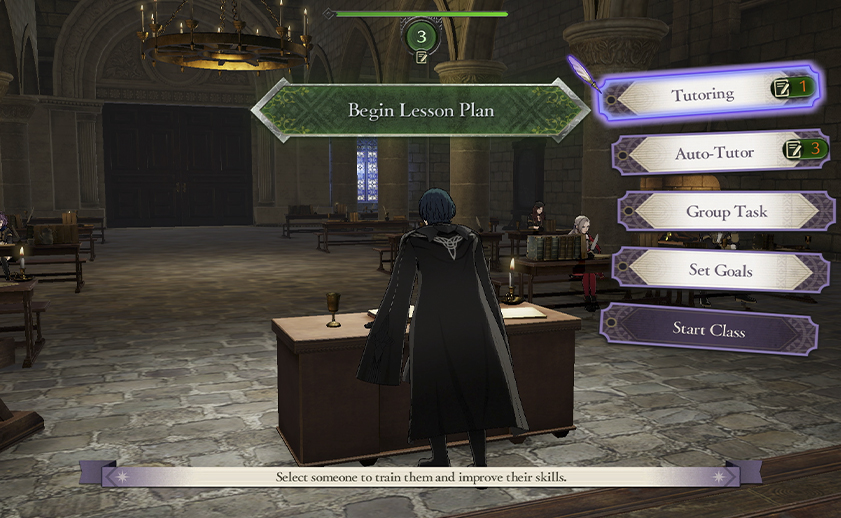 3
Begin Lesson Plan
Tutoring 1
Auto-Tutor 3
Group Task
Set Goals
Start Class
Select someone to train them and improve their skills.